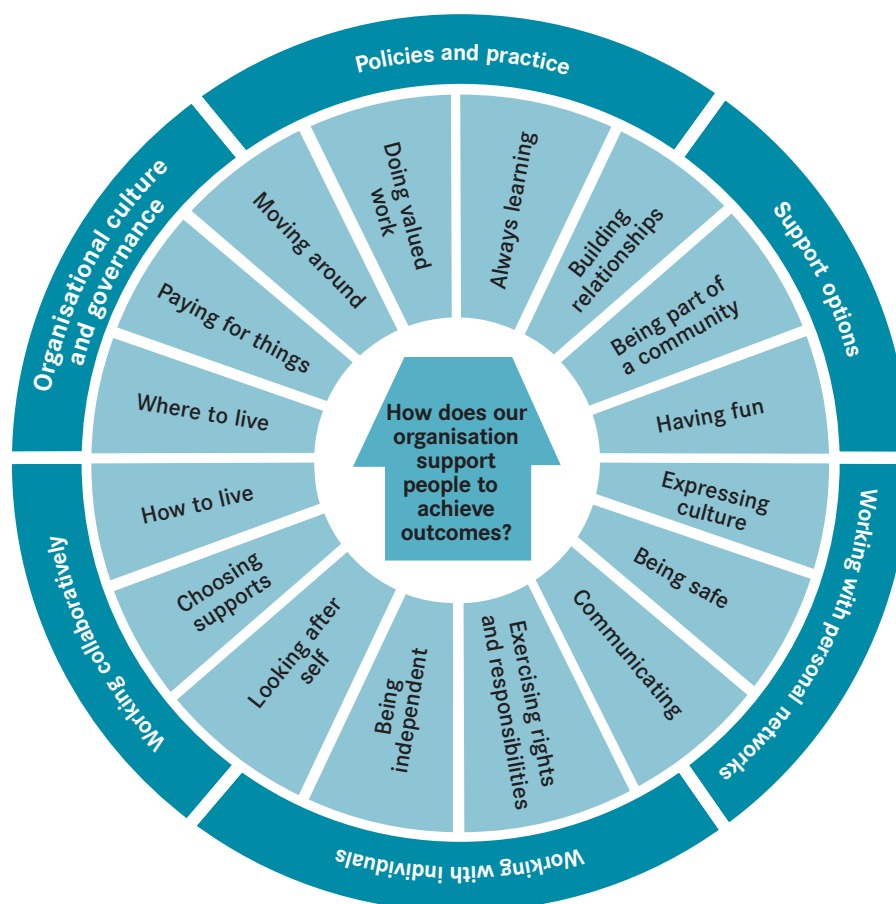 Policies and practice
Support options
Working with personal networks
Working with individuals
Working collaboratively
Organisational culture
and governance
Always learning
Building
relationships
Being part of
a community
Having fun
Expressing
culture
Being safe
Communicating
Exercising rights
and responsibilities
Being
independent
Looking after
self
Choosing
supports
How to live
Where to live
Paying for things
Moving around
Doing valued
work
How does our
organisation
support
people to
achieve
outcomes?